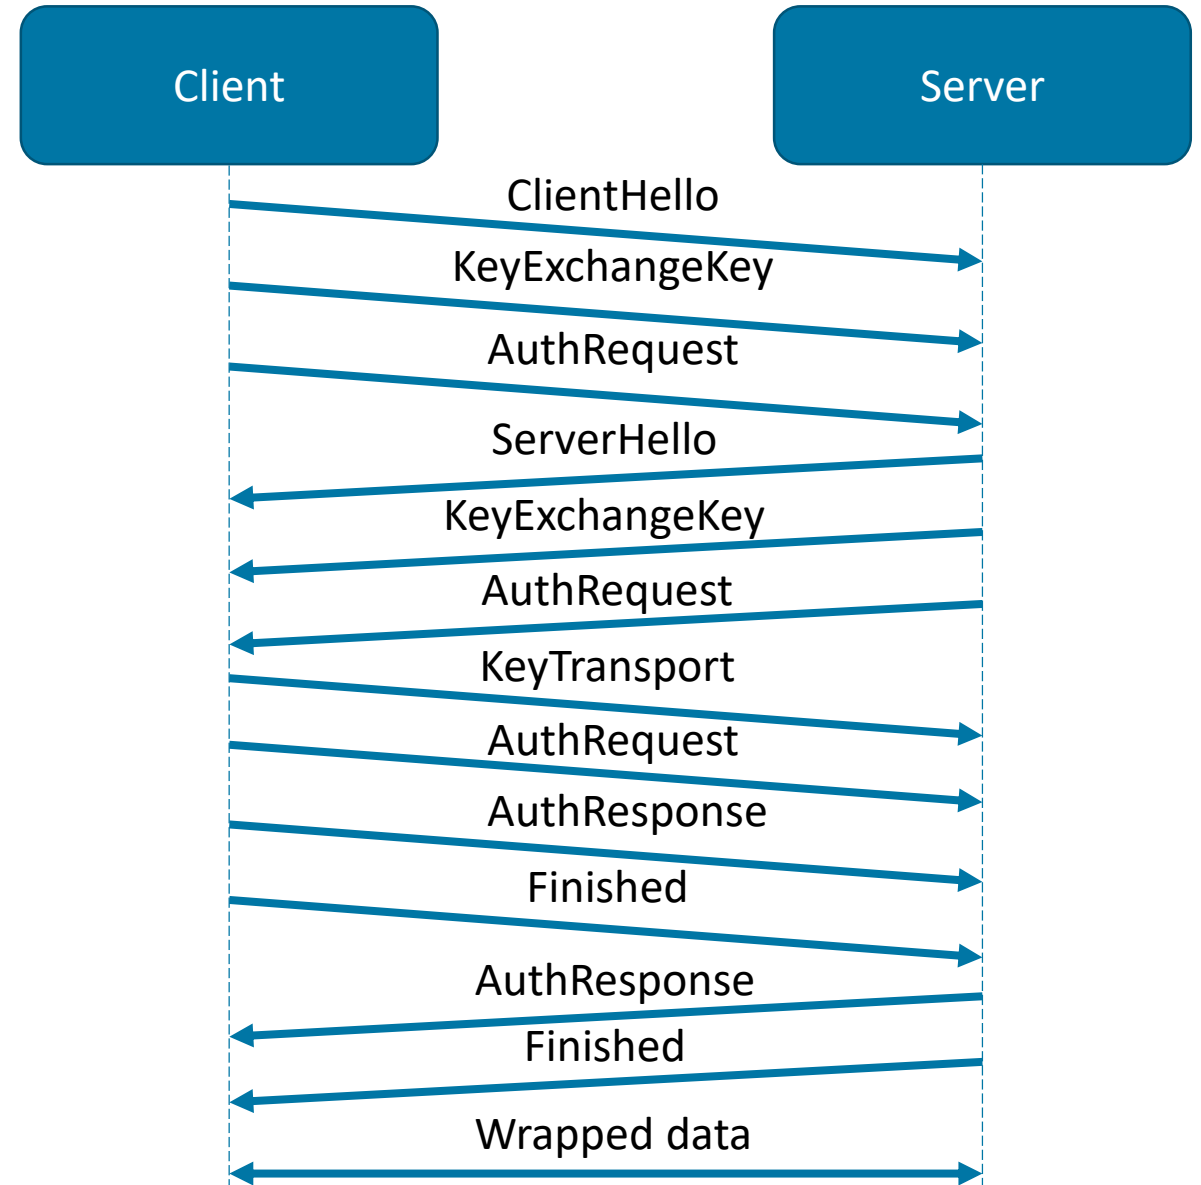 Client
Server
ClientHello
KeyExchangeKey
AuthRequest
ServerHello
KeyExchangeKey
AuthRequest
KeyTransport
AuthRequest
AuthResponse
Finished
AuthResponse
Finished
Wrapped data